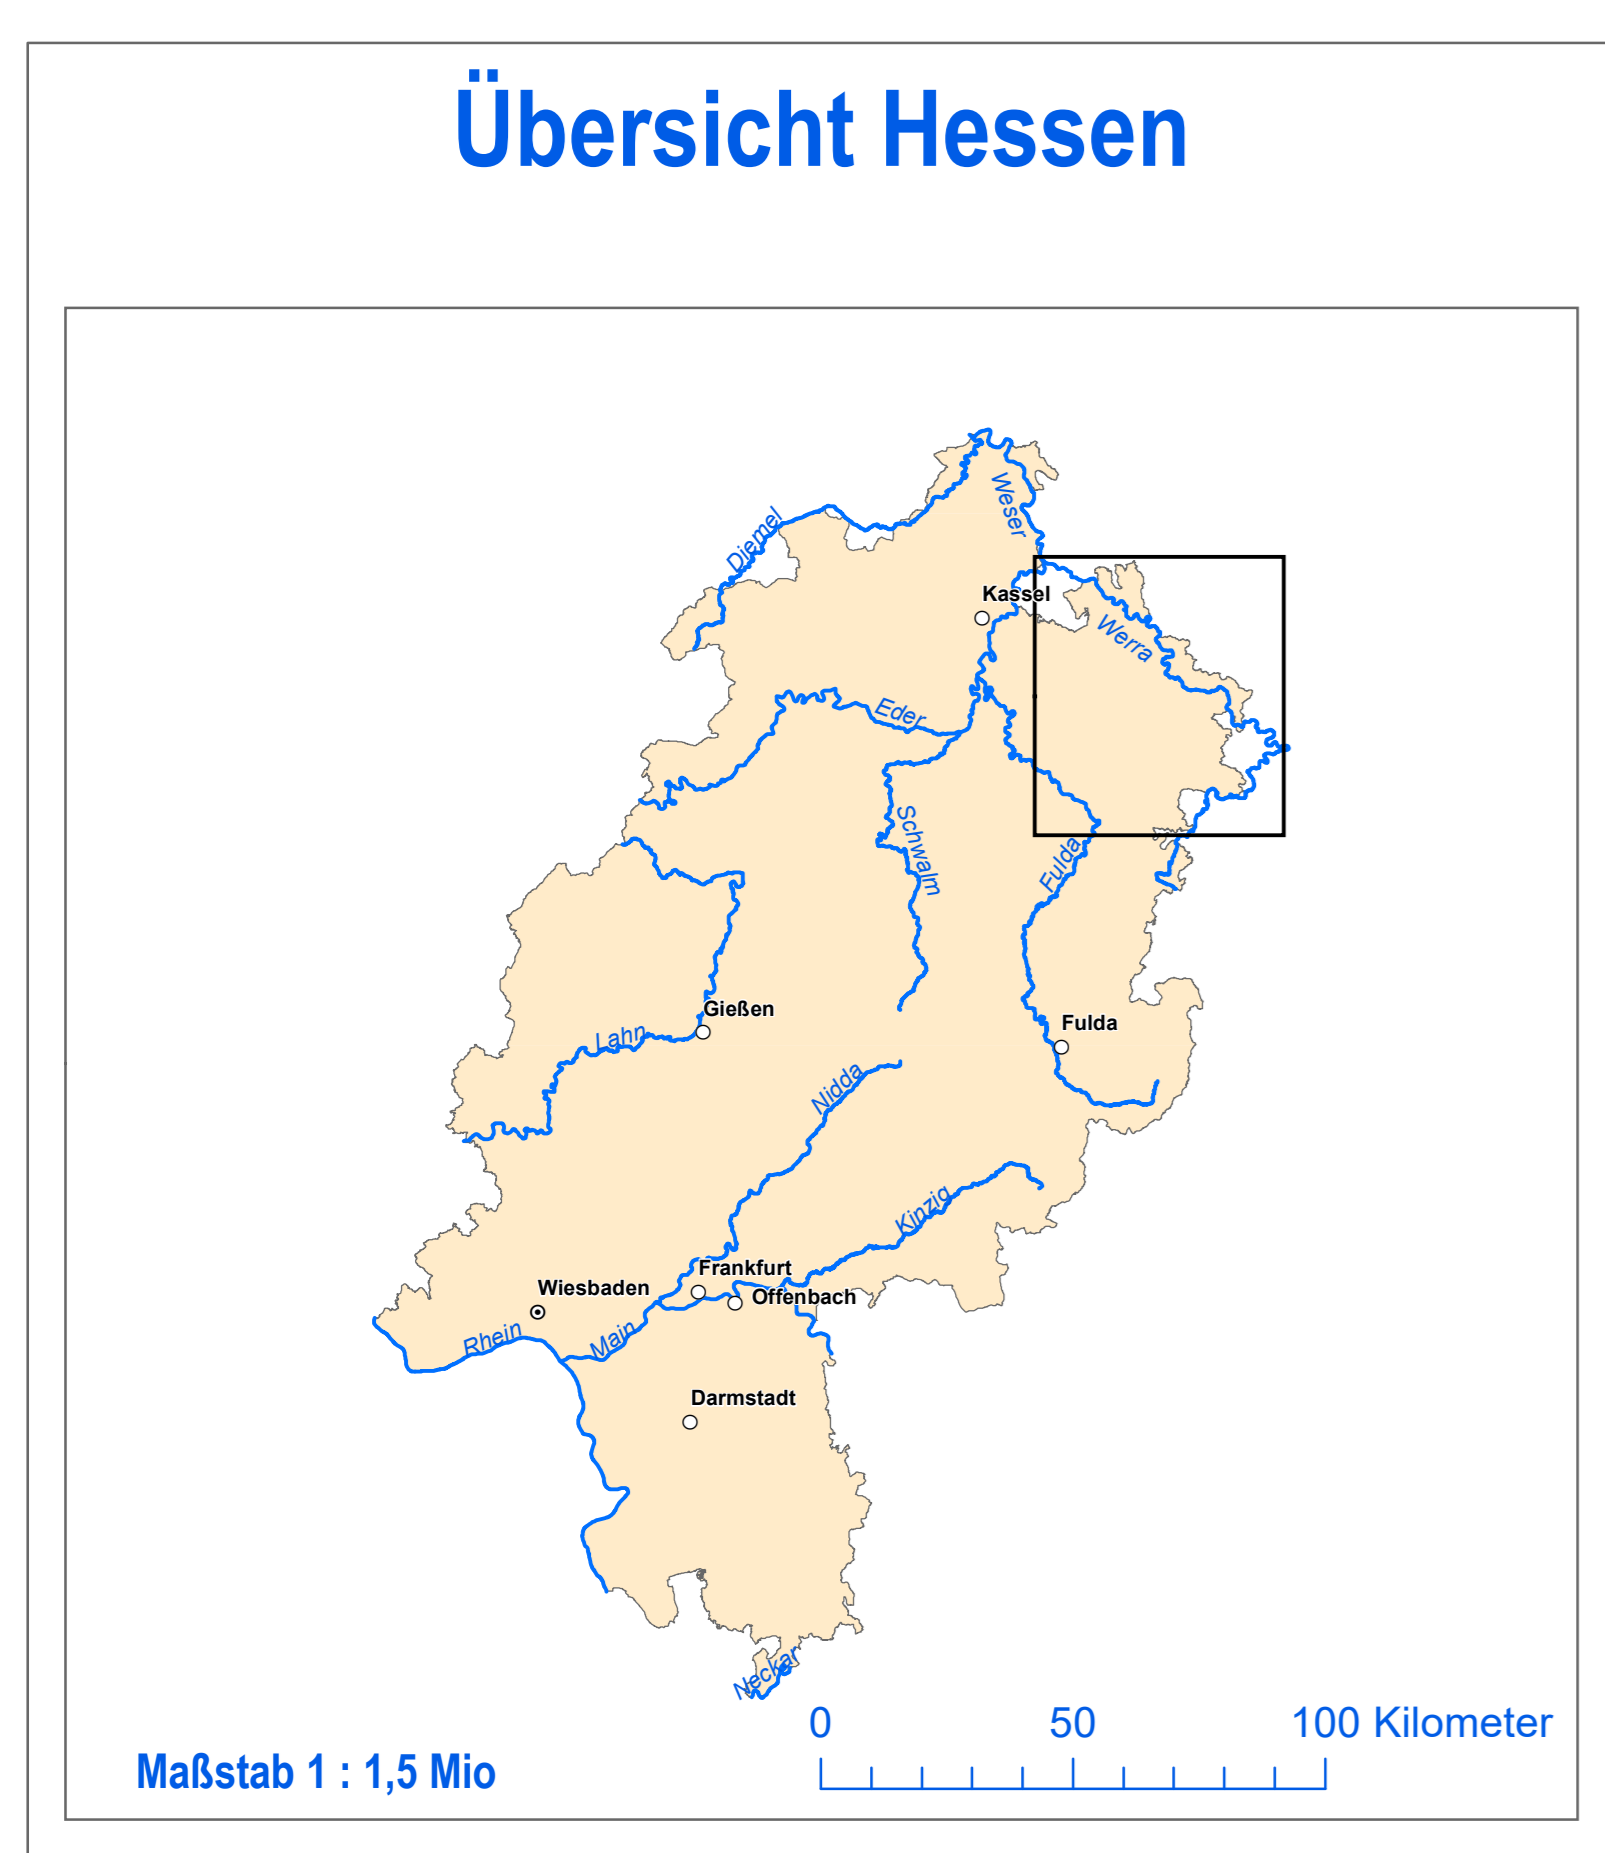 Übersicht Hessen
Weser
Diemel
Kassel
Werra
Eder
Schwalm
Fulda
Gießen
Fulda
Lahn
Nidda
Kinzig
Frankfurt
Wiesbaden
Offenbach
Rhein
Main
Darmstadt
Neckar
0 50 100 Kilometer
Maßstab 1 : 1,5 Mio